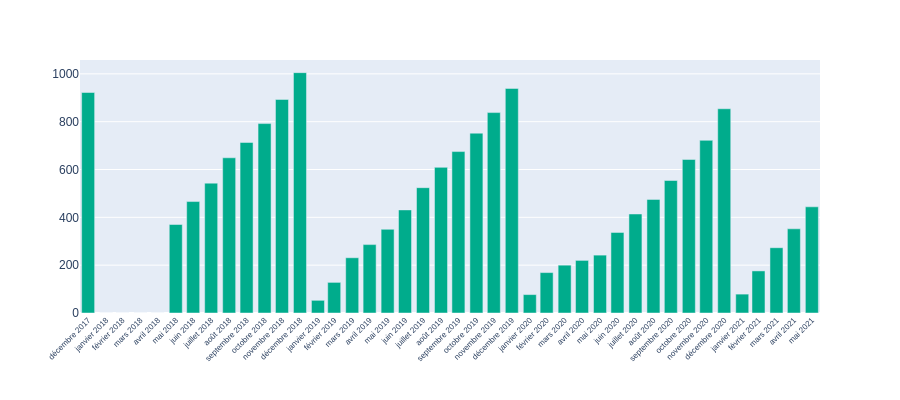 1000
800
600
400
200
0
décembre 2017
janvier 2018
février 2018
mars 2018
avril 2018
mai 2018
juin 2018
juillet 2018
août 2018
septembre 2018
octobre 2018
novembre 2018
décembre 2018
janvier 2019
février 2019
mars 2019
avril 2019
mai 2019
juin 2019
juillet 2019
août 2019
septembre 2019
octobre 2019
novembre 2019
décembre 2019
janvier 2020
février 2020
mars 2020
avril 2020
mai 2020
juin 2020
juillet 2020
août 2020
septembre 2020
octobre 2020
novembre 2020
décembre 2020
janvier 2021
février 2021
mars 2021
avril 2021
mai 2021